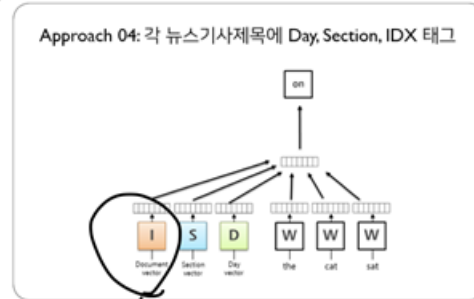 Approach 04: 각 뉴스기사제목에 Day, Section, IDX 태그
on
I S D W W W
Document vector Section vector Day vector the cat sat